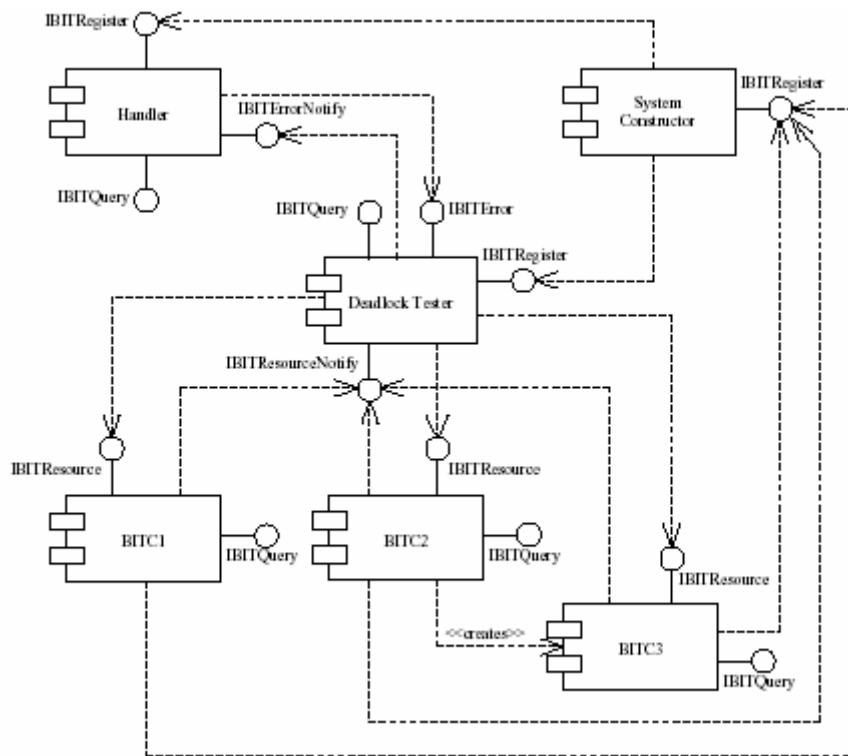 IBITRegister
IBITRegister
Handler
IBITErrorNotify
System
Constructor
IBITQuery
IBITQuery
IBITError
IBITRegister
Deadlock Tester
IBITResourceNotify
IBITResource
IBITResource
BITC1
IBITQuery
BITC2
IBITQuery
IBITResource
<<creates>>
BITC3
IBITQuery